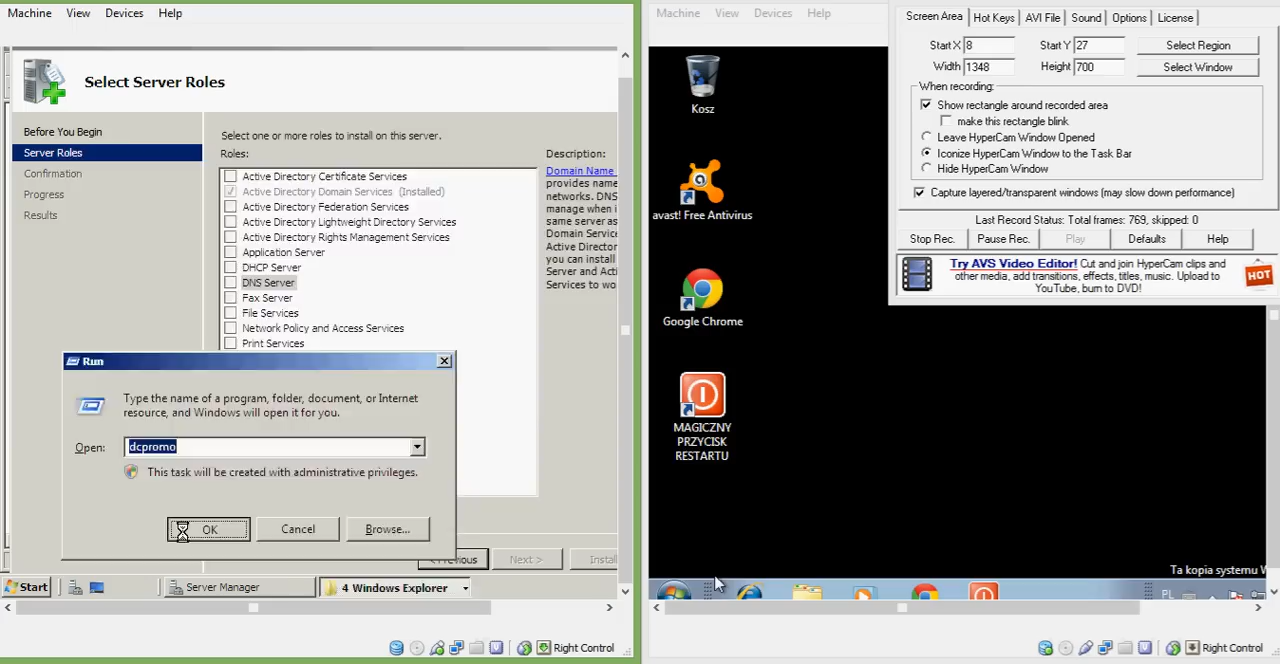 Machine View Devices Help
Select Server Roles
Before You Begin
Server Roles
Confirmation
Progress
Results
Select one or more roles to install on this server.
Roles:
Active Directory Certificate Services
Active Directory Domain Services (Installed)
Active Directory Federation Services
Active Directory Lightweight Directory Services
Active Directory Rights Management Services
Application Server
DHCP Server
DNS Server
Fax Server
File Services
Network Policy and Access Services
Print Services
Description:
Domain Name
provides name
networks. DNS
manage when i
same server as
Domain Service
Active Director
you can install
Server and Acti
Services to wo
Run
Type the name of a program, folder, document, or Internet
resource, and Windows will open it for you.
Open: dcpromo
This task will be created with administrative privileges.
OK Cancel Browse...
< Previous Next > Install
Start Server Manager 4 Windows Explorer
Right Control
Machine View Devices Help
Kosz
avast! Free Antivirus
Google Chrome
MAGICZNY
PRZYCISK
RESTARTU
Ta kopia systemu W
PL
Right Control
Screen Area Hot Keys AVI File Sound Options License
Start X 8 Start Y 27 Select Region
Width 1348 Height 700 Select Window
When recording:
Show rectangle around recorded area
make this rectangle blink
Leave HyperCam Window Opened
Iconize HyperCam Window to the Task Bar
Hide HyperCam Window
Capture layered/transparent windows (may slow down performance)
Last Record Status: Total frames: 769, skipped: 0
Stop Rec. Pause Rec. Play Defaults Help
Try AVS Video Editor! Cut and join HyperCam clips and
other media, add transitions, effects, titles, music. Upload to
YouTube, burn to DVD!
HOT